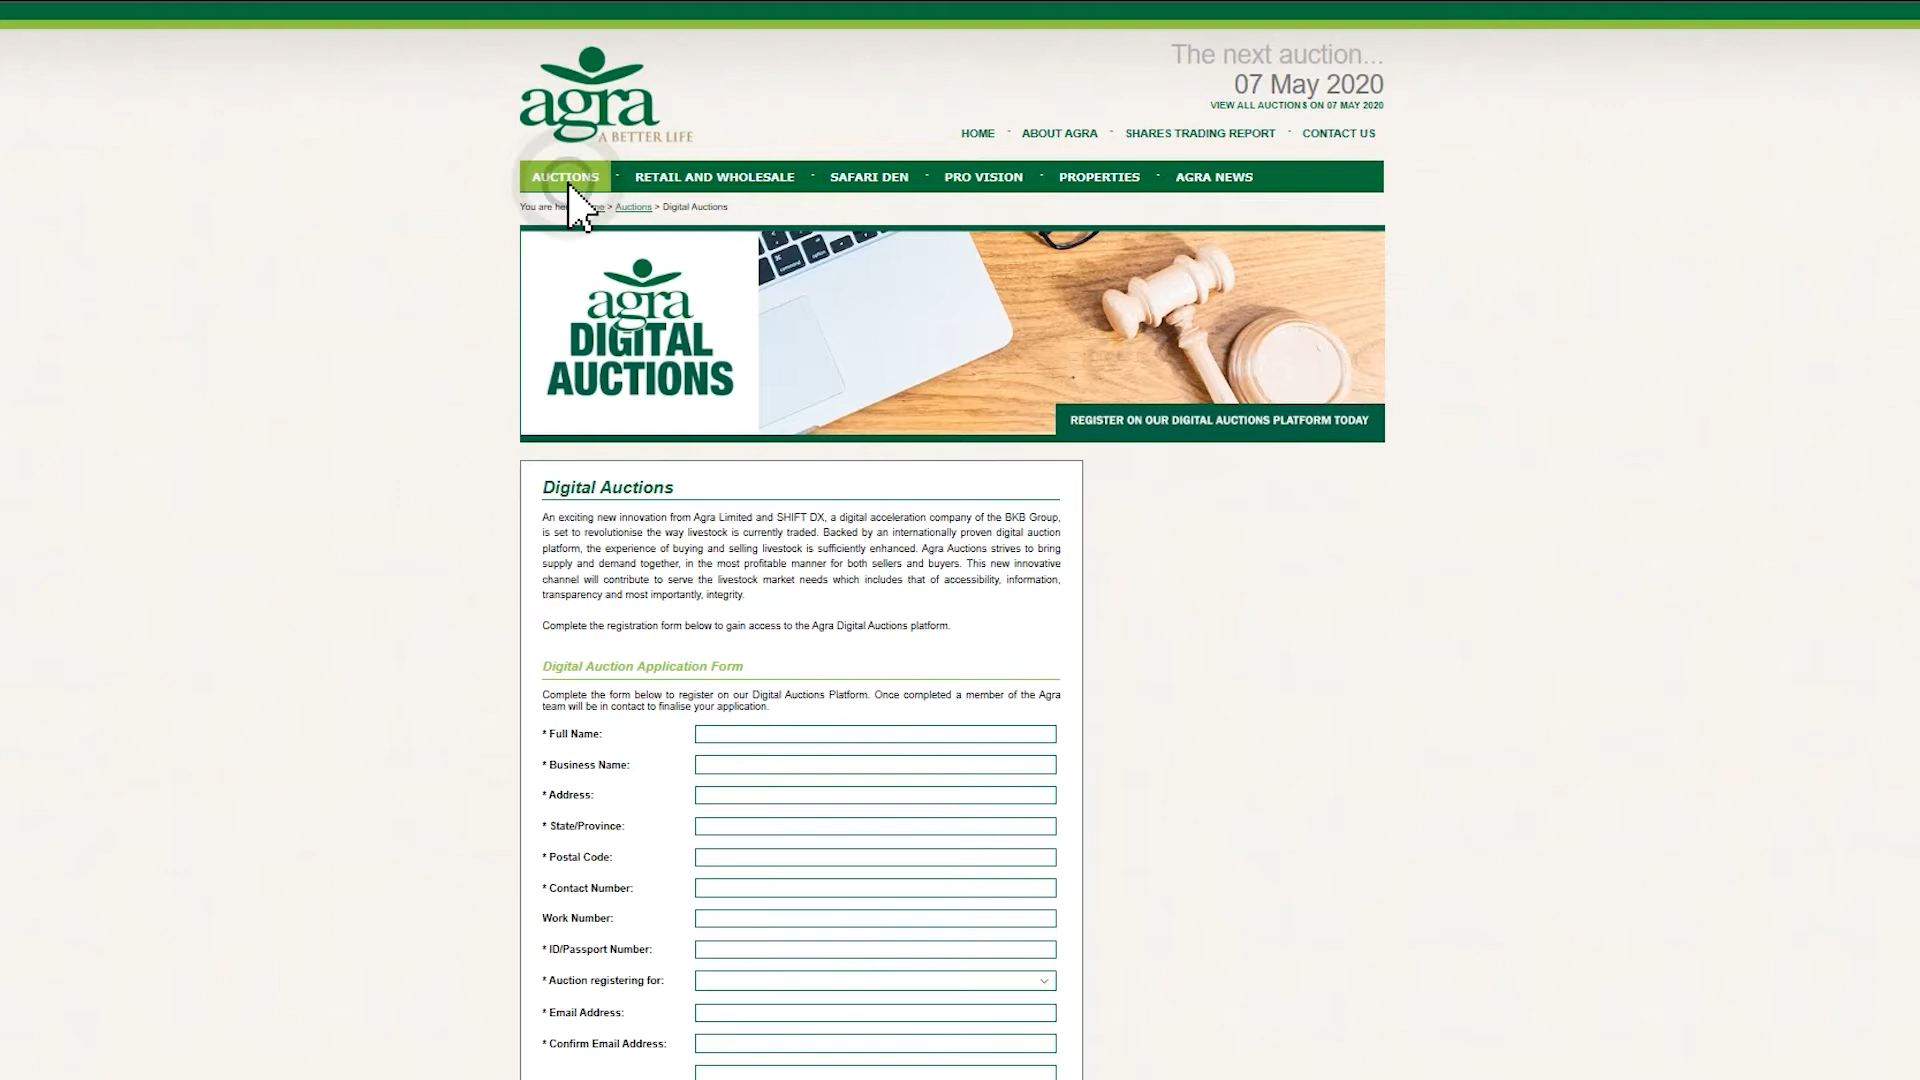 agra
A BETTER LIFE
The next auction...
07 May 2020
VIEW ALL AUCTIONS ON 07 MAY 2020
HOME - ABOUT AGRA - SHARES TRADING REPORT - CONTACT US
AUCTIONS - RETAIL AND WHOLESALE - SAFARI DEN - PRO VISION - PROPERTIES - AGRA NEWS
You are > Auctions > Digital Auctions
agra
DIGITAL
AUCTIONS
command option
REGISTER ON OUR DIGITAL AUCTIONS PLATFORM TODAY
Digital Auctions
An exciting new innovation from Agra Limited and SHIFT DX, a digital acceleration company of the BKB Group,
is set to revolutionise the way livestock is currently traded. Backed by an internationally proven digital auction
platform, the experience of buying and selling livestock is sufficiently enhanced. Agra Auctions strives to bring
supply and demand together, in the most profitable manner for both sellers and buyers. This new innovative
channel will contribute to serve the livestock market needs which includes that of accessibility, information,
transparency and most importantly, integrity.
Complete the registration form below to gain access to the Agra Digital Auctions platform.
Digital Auction Application Form
Complete the form below to register on our Digital Auctions Platform. Once completed a member of the Agra
team will be in contact to finalise your application.
* Full Name:
* Business Name:
* Address:
* State/Province:
* Postal Code:
* Contact Number:
Work Number:
* ID/Passport Number:
* Auction registering for:
* Email Address:
* Confirm Email Address: